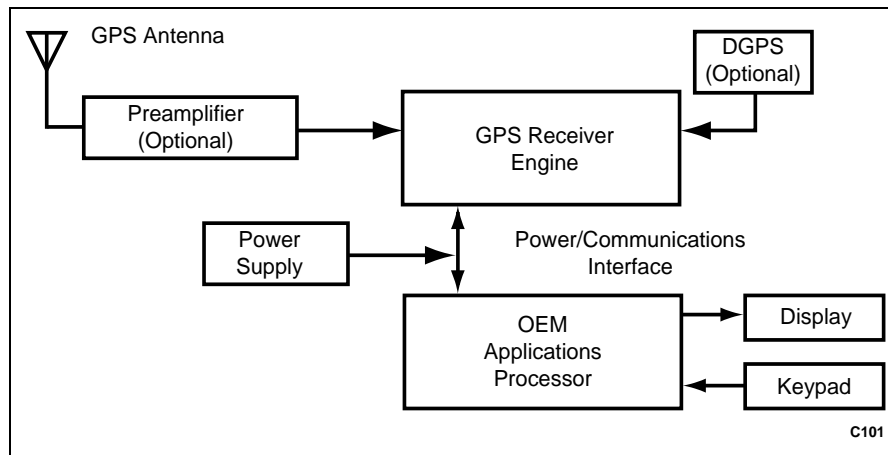 GPS Antenna
DGPS
(Optional)
Preamplifier
(Optional)
GPS Receiver
Engine
Power
Supply
Power/Communications
Interface
OEM
Applications
Processor
Display
Keypad
C101